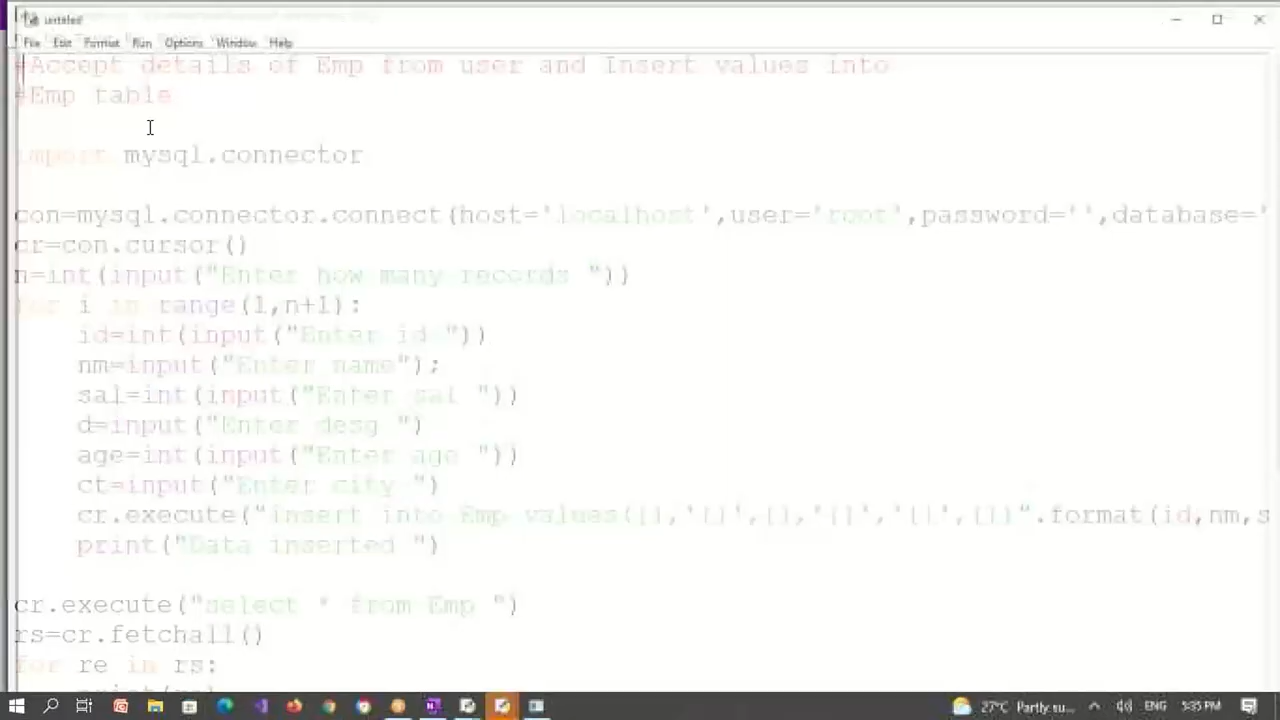 untitled
File Edit Format Run Options Window Help
#Accept details of Emp from user and Insert values into
#Emp table
import mysql.connector
con=mysql.connector.connect(host='localhost',user='root',password='',database='
cr=con.cursor()
n=int(input("Enter how many records "))
for i in range(1,n+1):
id=int(input("Enter id "))
nm=input("Enter name");
sal=int(input("Enter sal "))
d=input("Enter desg ")
age=int(input("Enter age "))
ct=input("Enter city ")
cr.execute("insert into Emp values({},'{}',{},'{}','{}',{})".format(id,nm,s
print("Data inserted ")
cr.execute("select * from Emp ")
rs=cr.fetchall()
for re in rs:
27°C Partly su... ENG 5:35 PM